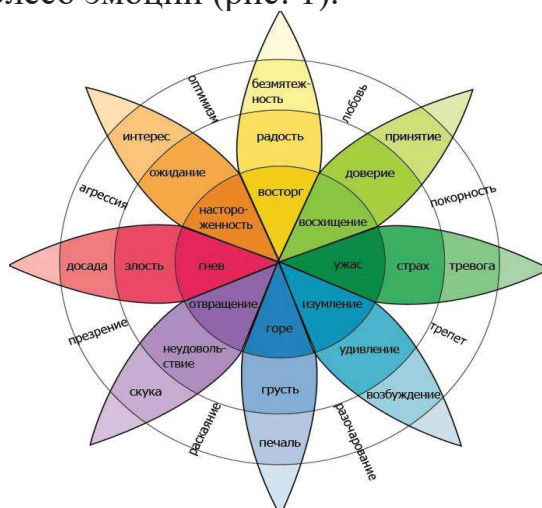 олесо эмоций (рис. 1).
безмятеж-
ность
оптимизм
любовь
интерес
радость
принятие
ожидание
доверие
агрессия
покорность
восторг
насторо-
женность
восхищение
досада
злость
гнев
ужас
страх
тревога
отвращение
изумление
презрение
горе
трепет
неудоволь-
ствие
удивление
скука
грусть
возбуждение
раскаяние
печаль
разочарование